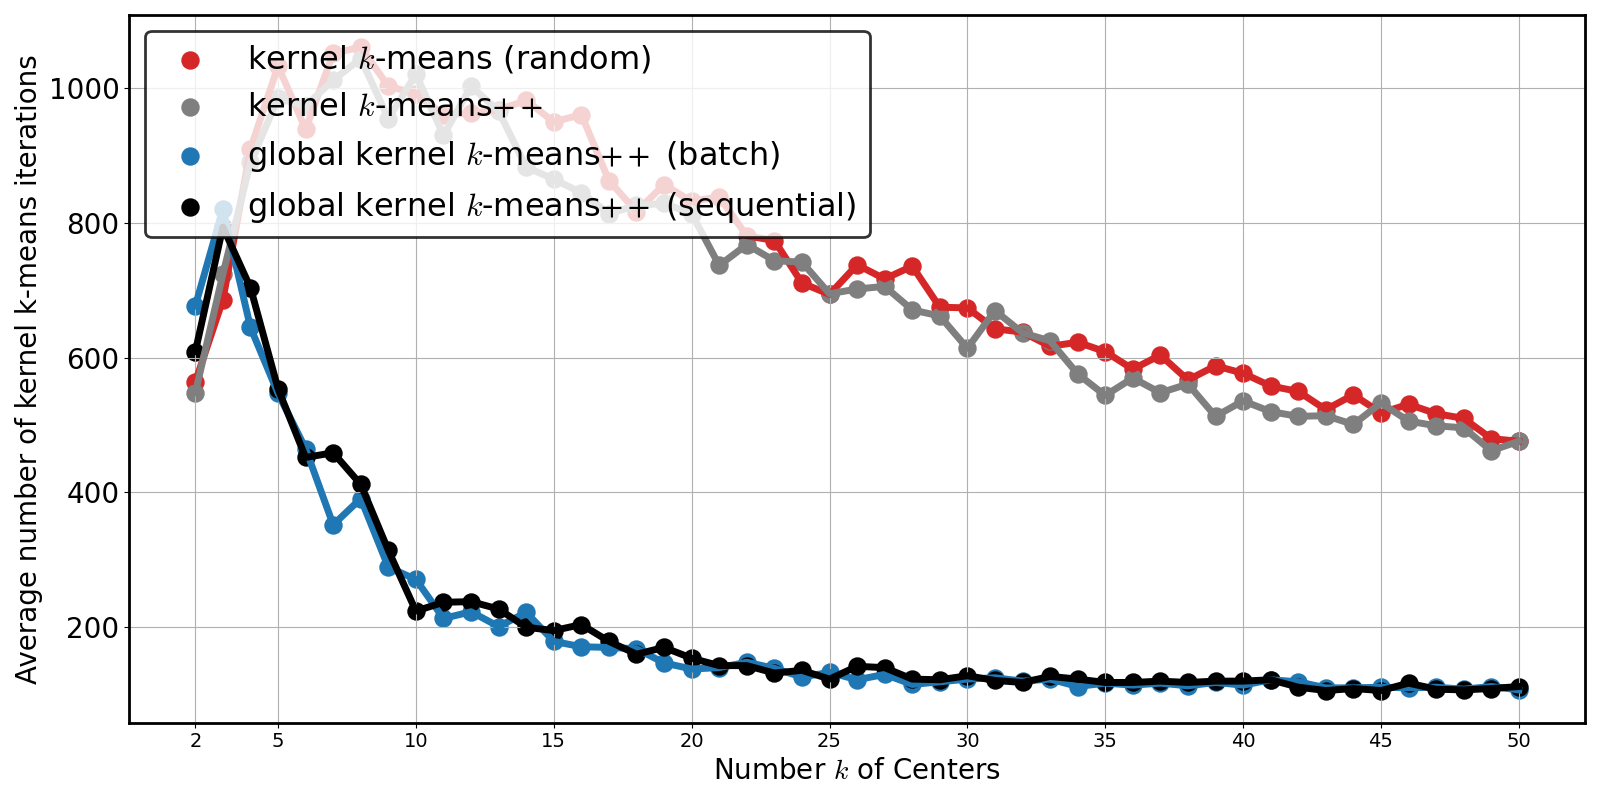 kernel k-means (random)
kernel k-means++
global kernel k-means++ (batch)
global kernel k-means++ (sequential)
Average number of kernel k-means iterations
1000
800
600
400
200
2 5 10 15 20 25 30 35 40 45 50
Number k of Centers